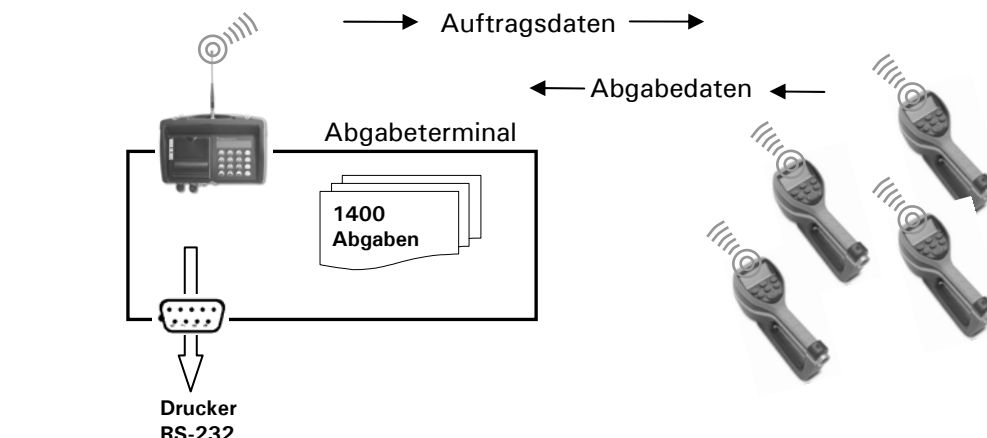 Auftragsdaten
Abgabedaten
Abgabeterminal
1400
Abgaben
Drucker
RS-232